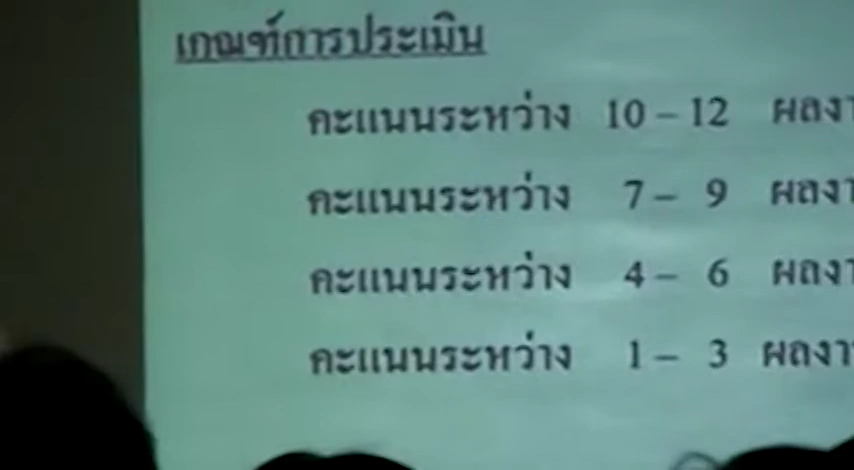 เกณฑ์การประเมิน
คะแนนระหว่าง 10 – 12
คะแนนระหว่าง 7 – 9
คะแนนระหว่าง 4 – 6
คะแนนระหว่าง 1 – 3